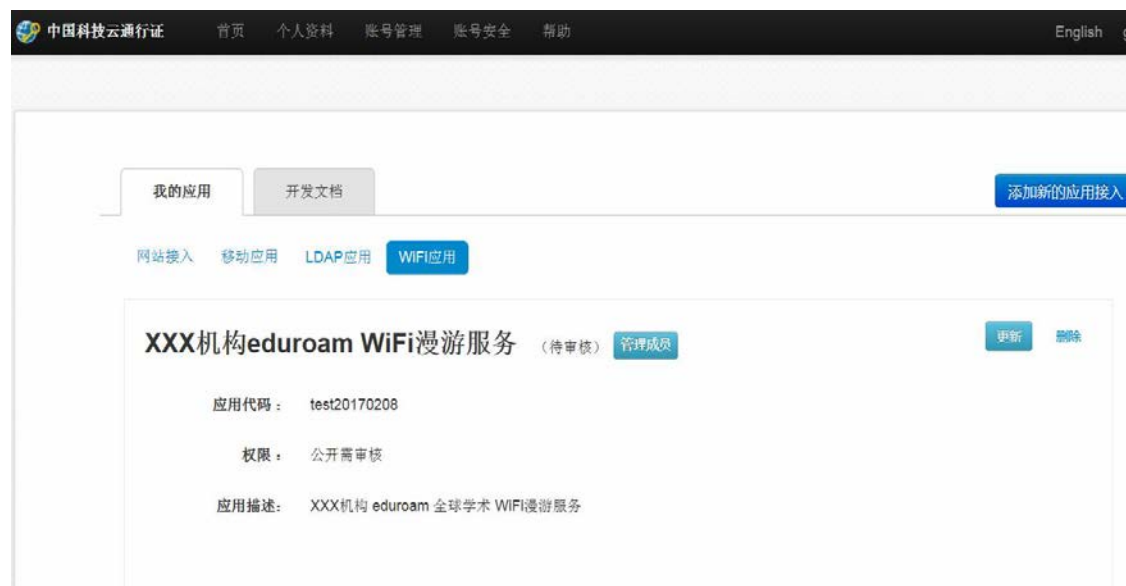 中国科技云通行证 首页 个人资料 账号管理 账号安全 帮助 English
我的应用 开发文档 添加新的应用接入
网站接入 移动应用 LDAP应用 WIFI应用
XXX机构eduroam WiFi漫游服务 （待审核） 管理成员 更新 删除
应用代码： test20170208
权限： 公开需审核
应用描述： XXX机构 eduroam 全球学术 WIFI漫游服务